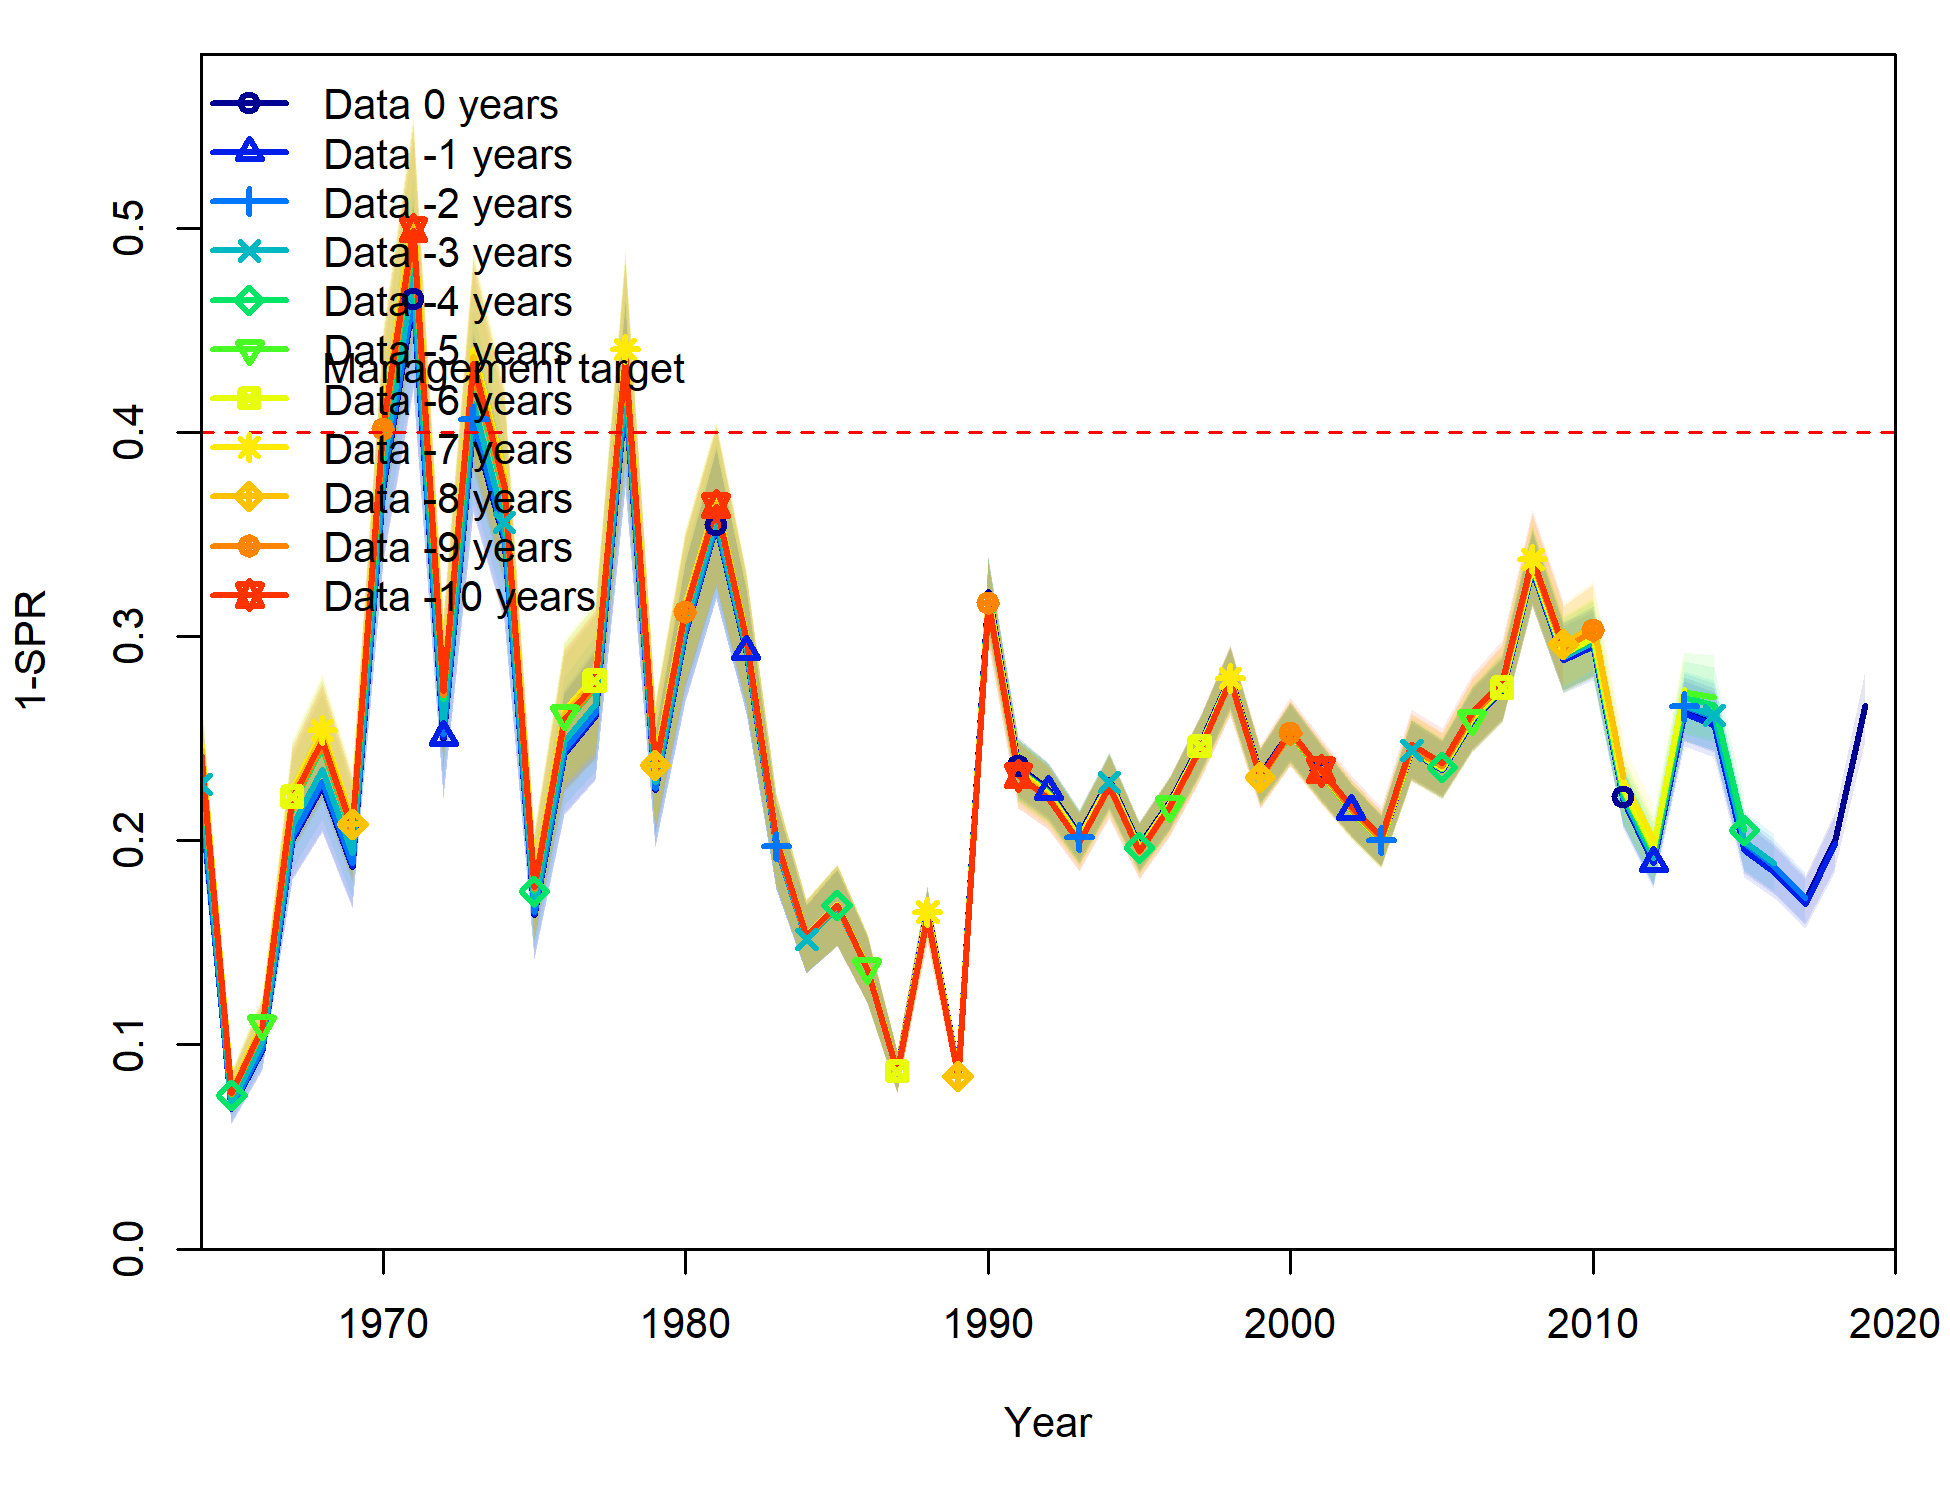 Data 0 years
Data -1 years
Data -2 years
Data -3 years
Data -4 years
Data -5 years
Management target
Data -6 years
Data -7 years
Data -8 years
Data -9 years
Data -10 years
0.5
0.4
0.3
0.2
0.1
0.0
1-SPR
1970 1980 1990 2000 2010 2020
Year